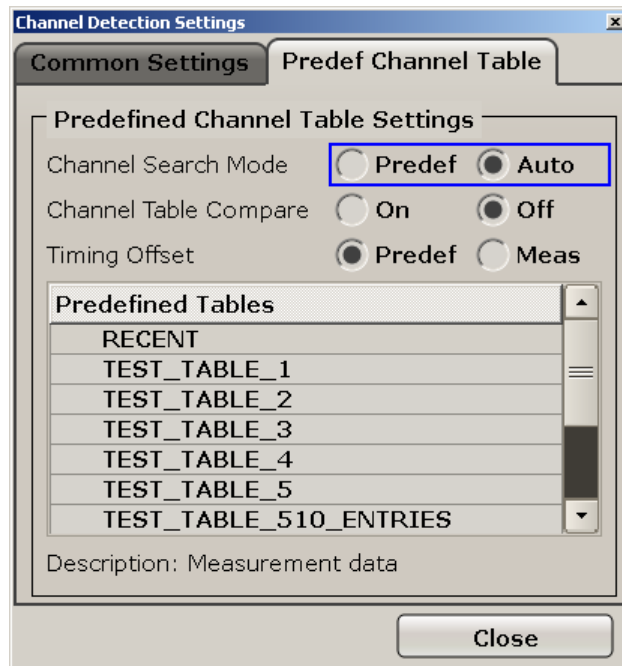 Channel Detection Settings
Common Settings Predef Channel Table
Predefined Channel Table Settings
Channel Search Mode Predef Auto
Channel Table Compare On Off
Timing Offset Predef Meas
Predefined Tables
RECENT
TEST_TABLE_1
TEST_TABLE_2
TEST_TABLE_3
TEST_TABLE_4
TEST_TABLE_5
TEST_TABLE_510_ENTRIES
Description: Measurement data
Close